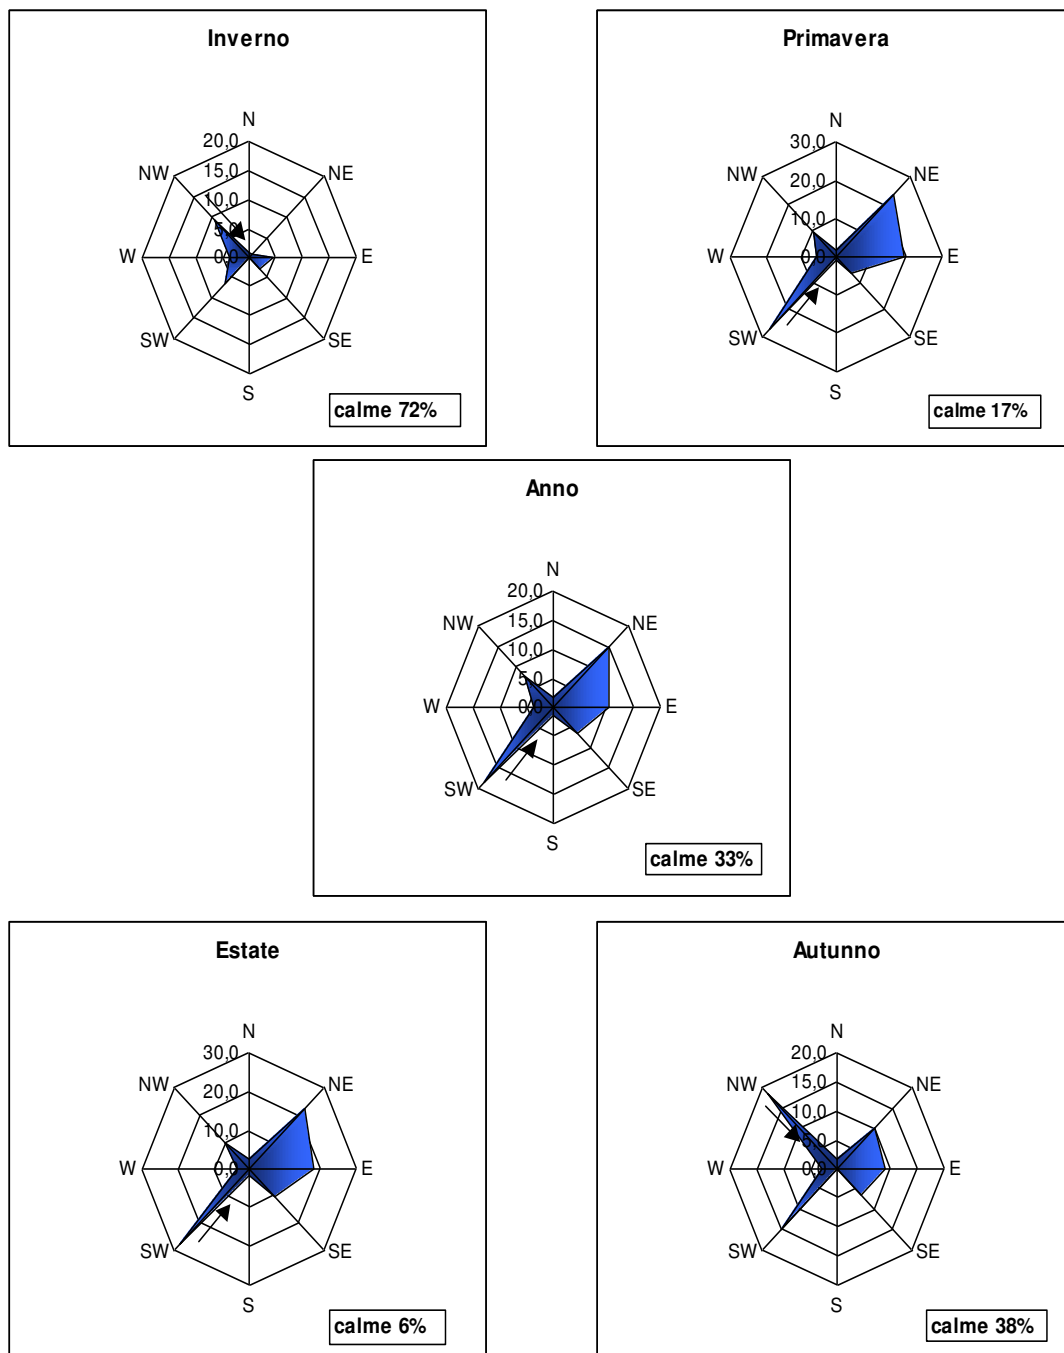 Inverno
N
20,0
NW
15,0
NE
10,0
5,0
W
0,0
E
SW
SE
S
calme 72%
Primavera
N
30,0
NW
20,0
NE
10,0
W
0,0
E
SW
SE
S
calme 17%
Anno
N
20,0
NW
15,0
NE
10,0
5,0
W
0,0
E
SW
SE
S
calme 33%
Estate
N
30,0
NW
20,0
NE
10,0
W
0,0
E
SW
SE
S
calme 6%
Autunno
N
20,0
NW
15,0
NE
10,0
5,0
W
0,0
E
SW
SE
S
calme 38%